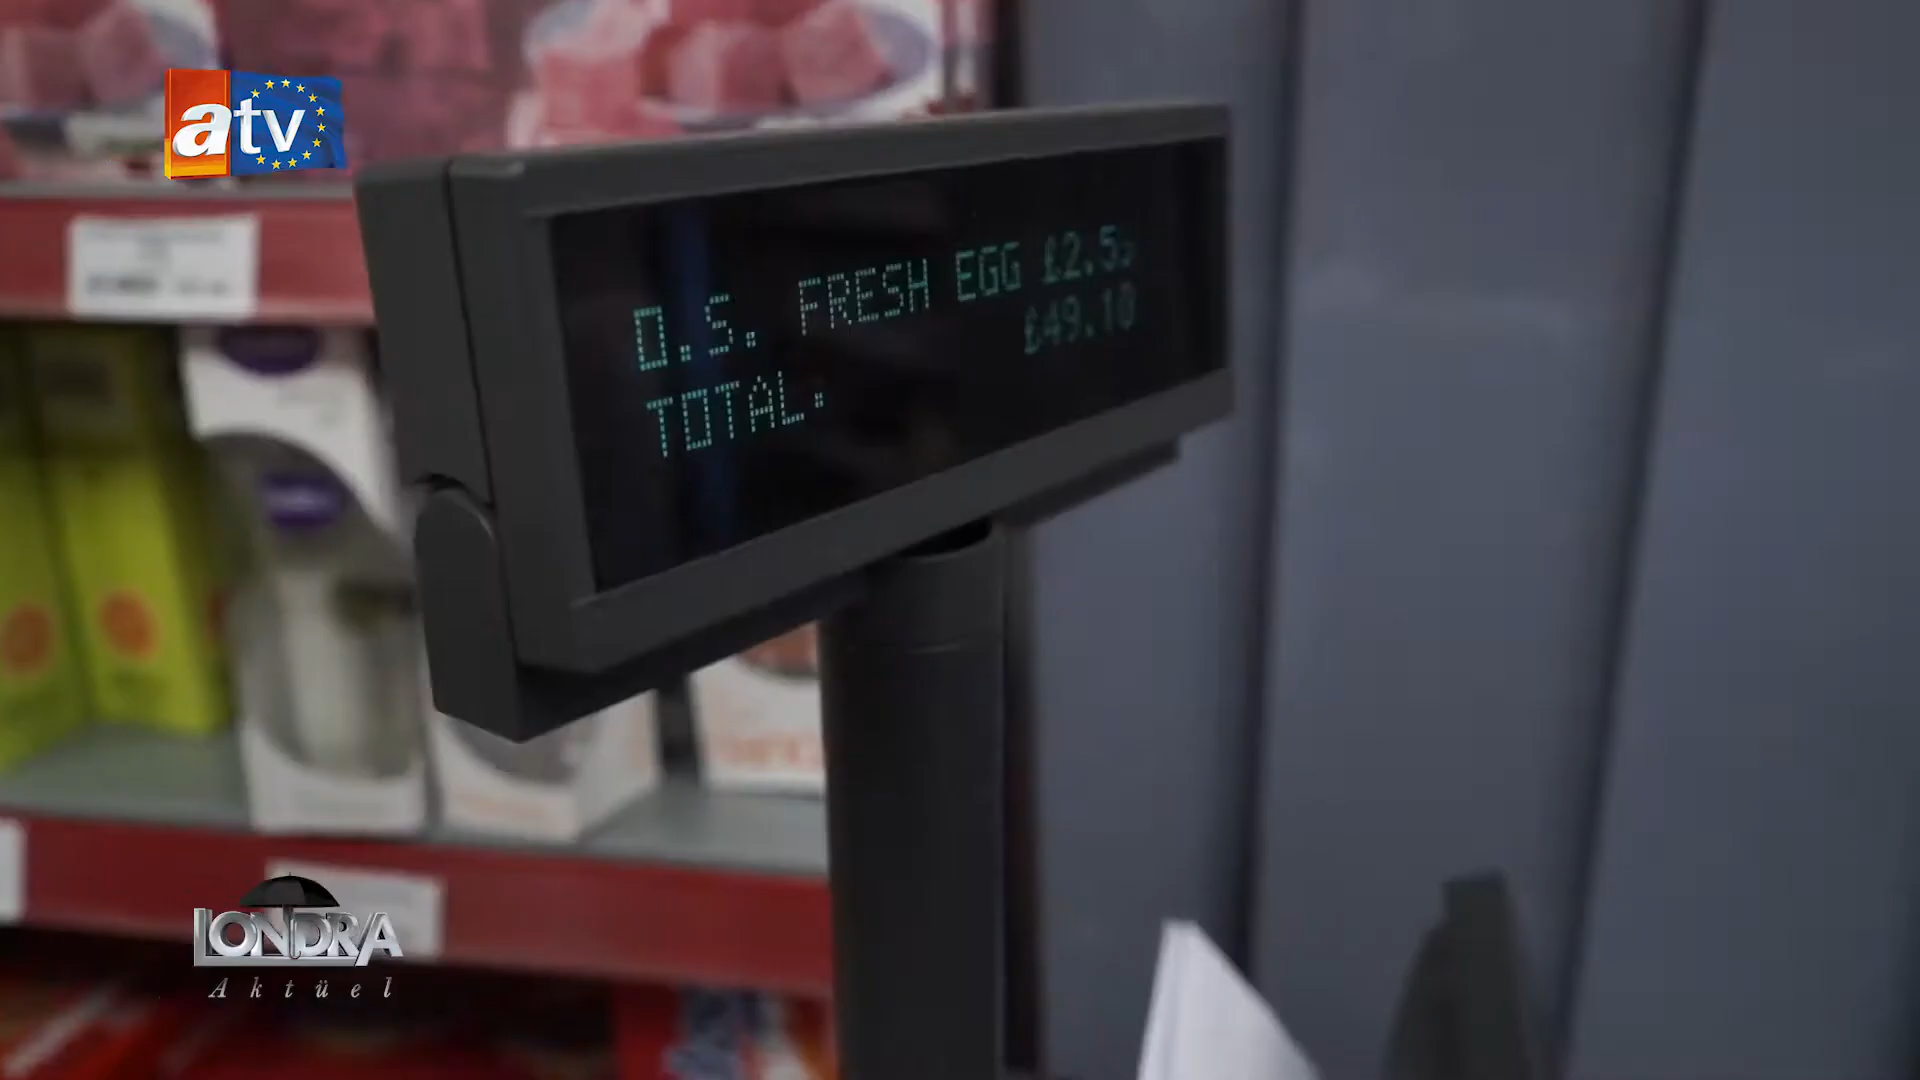 atv
O.S. FRESH EGG £2.5
TOTAL. £49.10
LONDRA
Aktüel